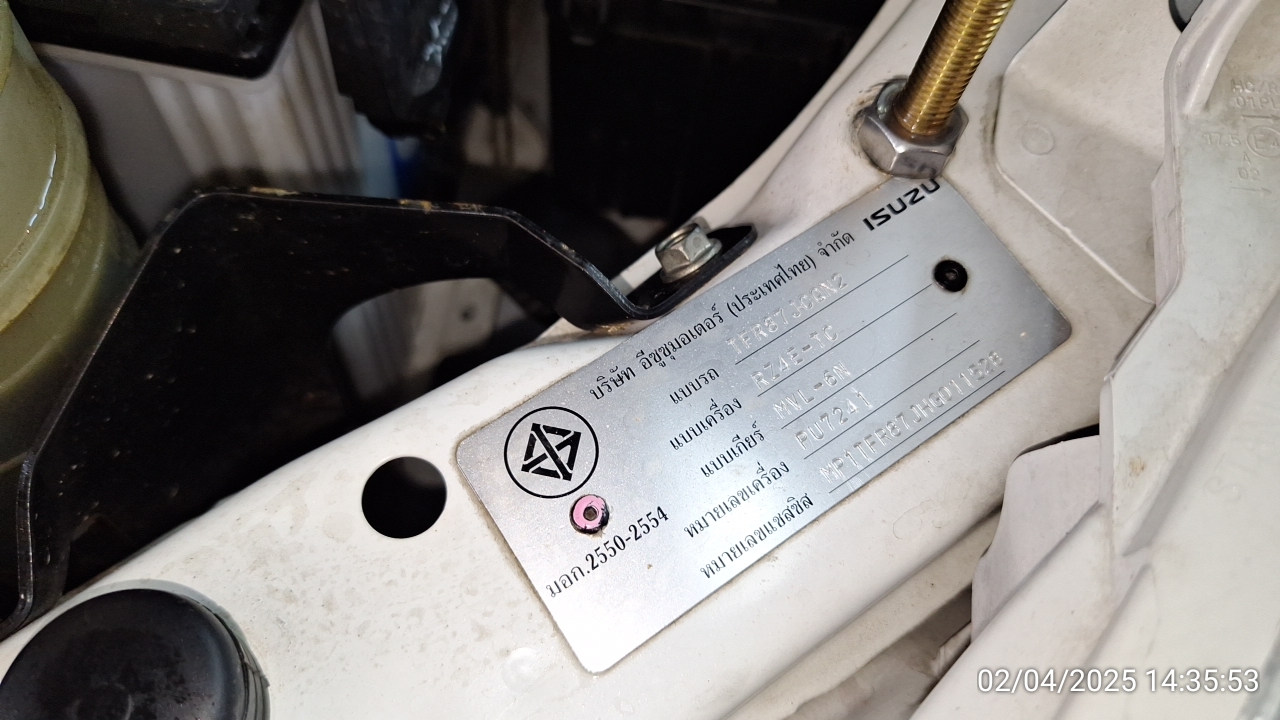 ISUZU
บริษัท อีซูซุมอเตอร์ (ประเทศไทย) จำกัด
แบบรถ TFR87JCGN2
แบบเครื่อง RZ4E-TC
แบบเกียร์ MVL-6N
หมายเลขเครื่อง PU7241
หมายเลขแชสซิส MP1TFR87JHG011528
มอก.2550-2554
02/04/2025 14:35:53